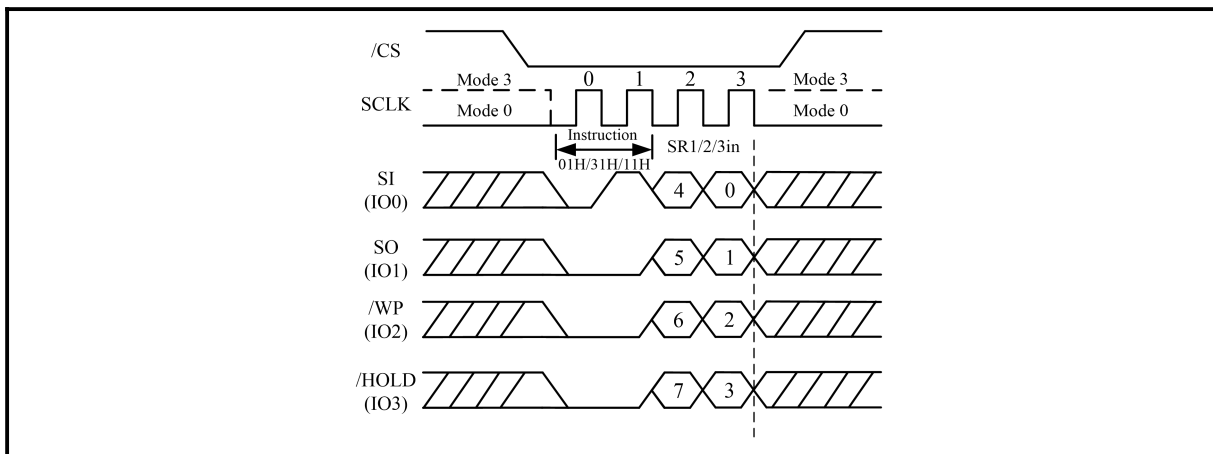 /CS
Mode 3 0 1 2 3 Mode 3
SCLK
Mode 0 Mode 0
Instruction SR1/2/3in
01H/31H/11H
SI
(IO0) 4 0
SO
(IO1) 5 1
/WP
(IO2) 6 2
/HOLD
(IO3) 7 3